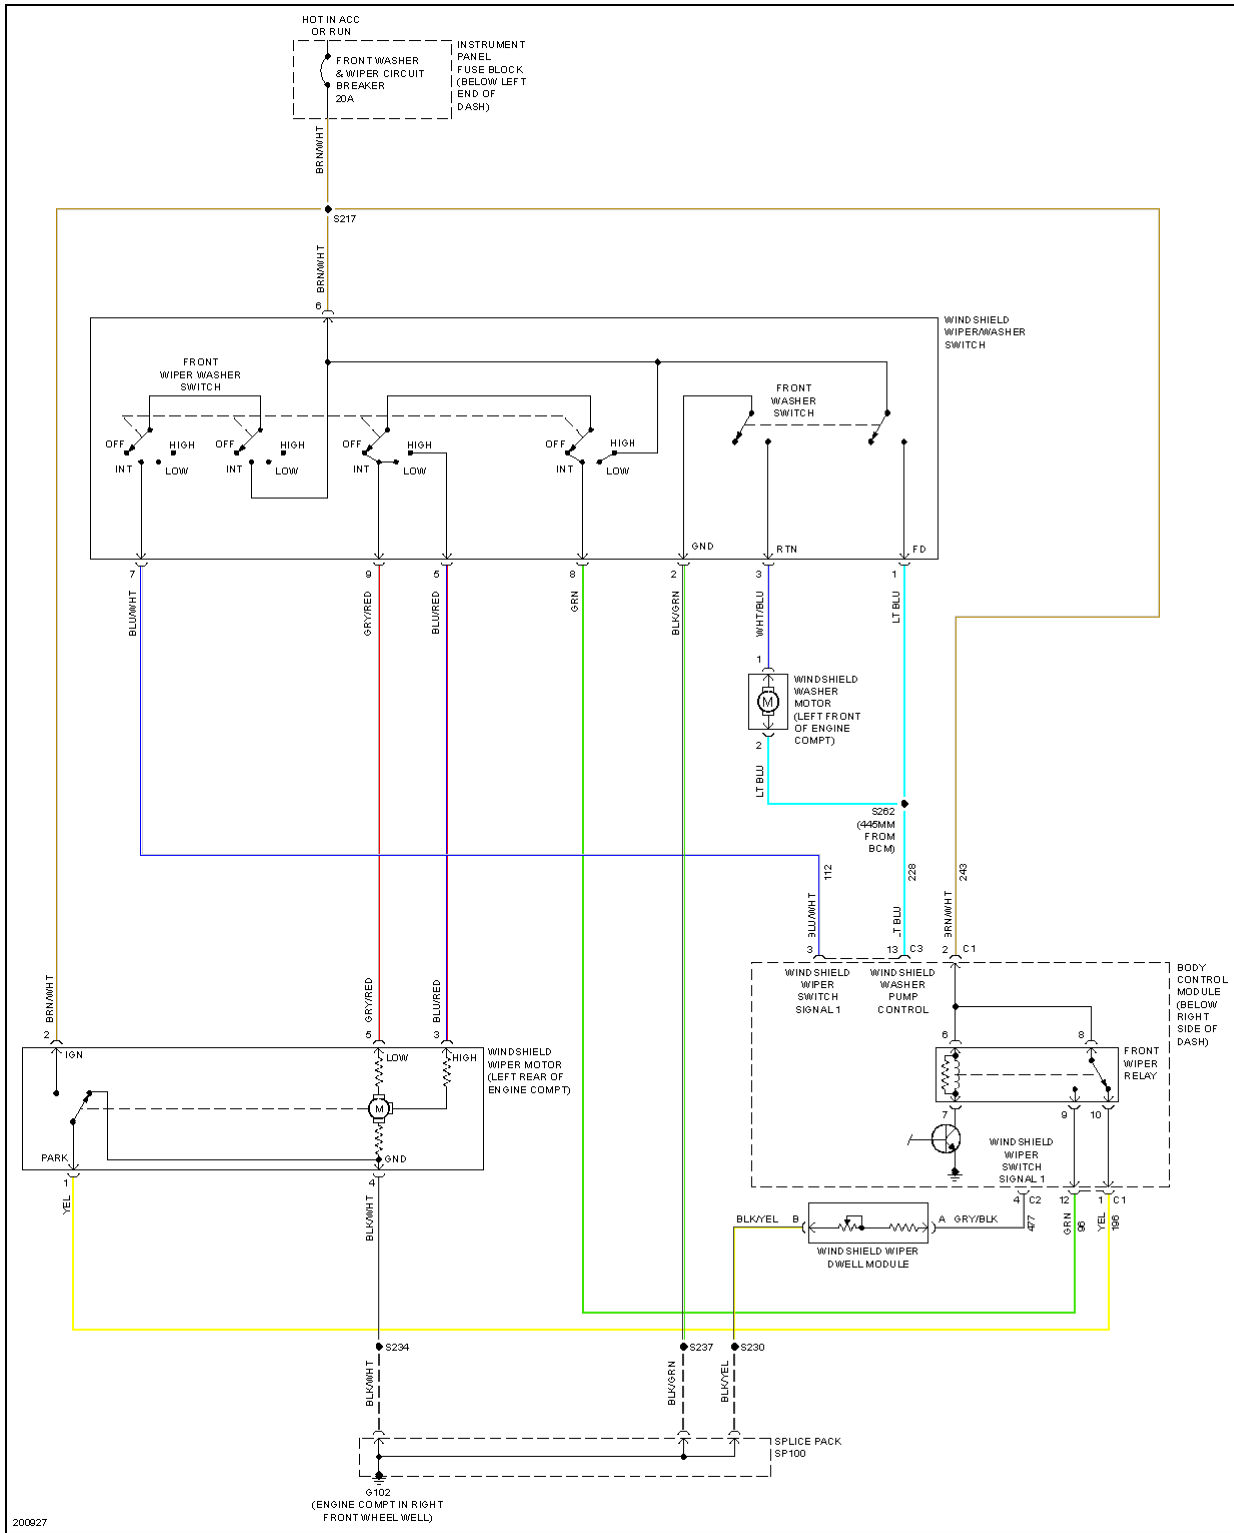 HOT IN ACC
OR RUN
FRONT WASHER
& WIPER CIRCUIT
BREAKER
20A
INSTRUMENT
PANEL
FUSE BLOCK
(BELOW LEFT
END OF
DASH)
BRN/WHT
S217
BRN/WHT
6
WINDSHIELD
WIPER/WASHER
SWITCH
FRONT
WIPER WASHER
SWITCH
FRONT
WASHER
SWITCH
OFF
HIGH
INT
LOW
OFF
HIGH
INT
LOW
OFF
HIGH
INT
LOW
OFF
HIGH
INT
LOW
GND
RTN
FD
7
9
5
8
2
3
1
BLU/WHT
GRY/RED
BLU/RED
GRN
BLK/GRN
WHT/BLU
LT BLU
1
WINDSHIELD
WASHER
MOTOR
(LEFT FRONT
OF ENGINE
COMPT)
M
2
LT BLU
S262
(445MM
FROM
BCM)
112
228
243
BLU/WHT
LT BLU
BRN/WHT
3
13
C3
2
C1
WINDSHIELD
WIPER
SWITCH
SIGNAL 1
WINDSHIELD
WASHER
PUMP
CONTROL
BODY
CONTROL
MODULE
(BELOW
RIGHT
SIDE OF
DASH)
BRN/WHT
GRY/RED
BLU/RED
2
5
3
IGN
LOW
HIGH
WINDSHIELD
WIPER MOTOR
(LEFT REAR OF
ENGINE COMPT)
M
PARK
GND
1
4
YEL
BLK/WHT
6
8
FRONT
WIPER
RELAY
7
9
10
WINDSHIELD
WIPER
SWITCH
SIGNAL 1
4
C2
12
1
C1
477
GRN
96
YEL
196
BLK/YEL
B
A
GRY/BLK
WINDSHIELD WIPER
DWELL MODULE
S234
S237
S230
BLK/WHT
BLK/GRN
BLK/YEL
SPLICE PACK
SP100
G102
(ENGINE COMPT IN RIGHT
FRONT WHEEL WELL)
200927